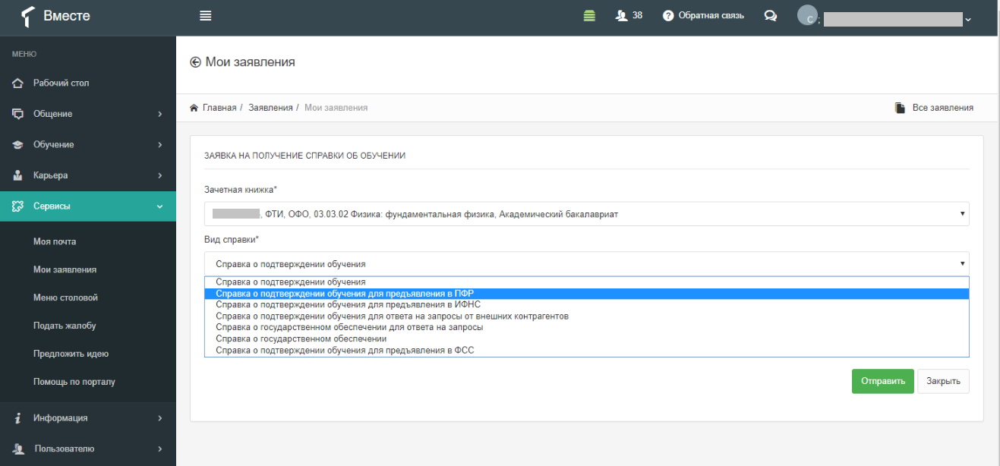 Вместе
38
Обратная связь
С ;
МЕНЮ
Рабочий стол
Общение
Обучение
Карьера
Сервисы
Моя почта
Мои заявления
Меню столовой
Подать жалобу
Предложить идею
Помощь по порталу
Информация
Пользователю
Мои заявления
Главная / Заявления / Мои заявления
Все заявления
ЗАЯВКА НА ПОЛУЧЕНИЕ СПРАВКИ ОБ ОБУЧЕНИИ
Зачетная книжка*
, ФТИ, ОФО, 03.03.02 Физика: фундаментальная физика, Академический бакалавриат
Вид справки*
Справка о подтверждении обучения
Справка о подтверждении обучения
Справка о подтверждении обучения для предъявления в ПФР
Справка о подтверждении обучения для предъявления в ИФНС
Справка о подтверждении обучения для ответа на запросы от внешних контрагентов
Справка о государственном обеспечении для ответа на запросы
Справка о государственном обеспечении
Справка о подтверждении обучения для предъявления в ФСС
Отправить
Закрыть